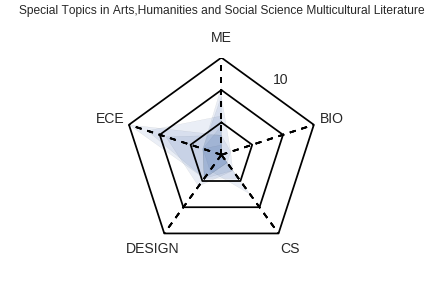 Special Topics in Arts,Humanities and Social Science Multicultural Literature
ME
10
ECE
BIO
DESIGN
CS